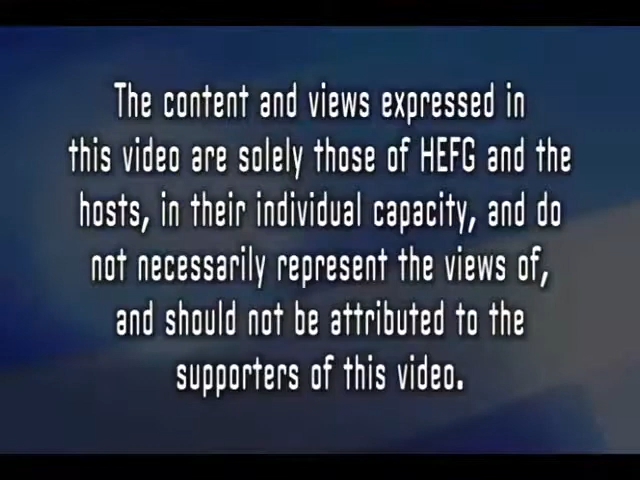 The content and views expressed in
this video are solely those of HEFG and the
hosts, in their individual capacity, and do
not necessarily represent the views of,
and should not be attributed to the
supporters of this video.